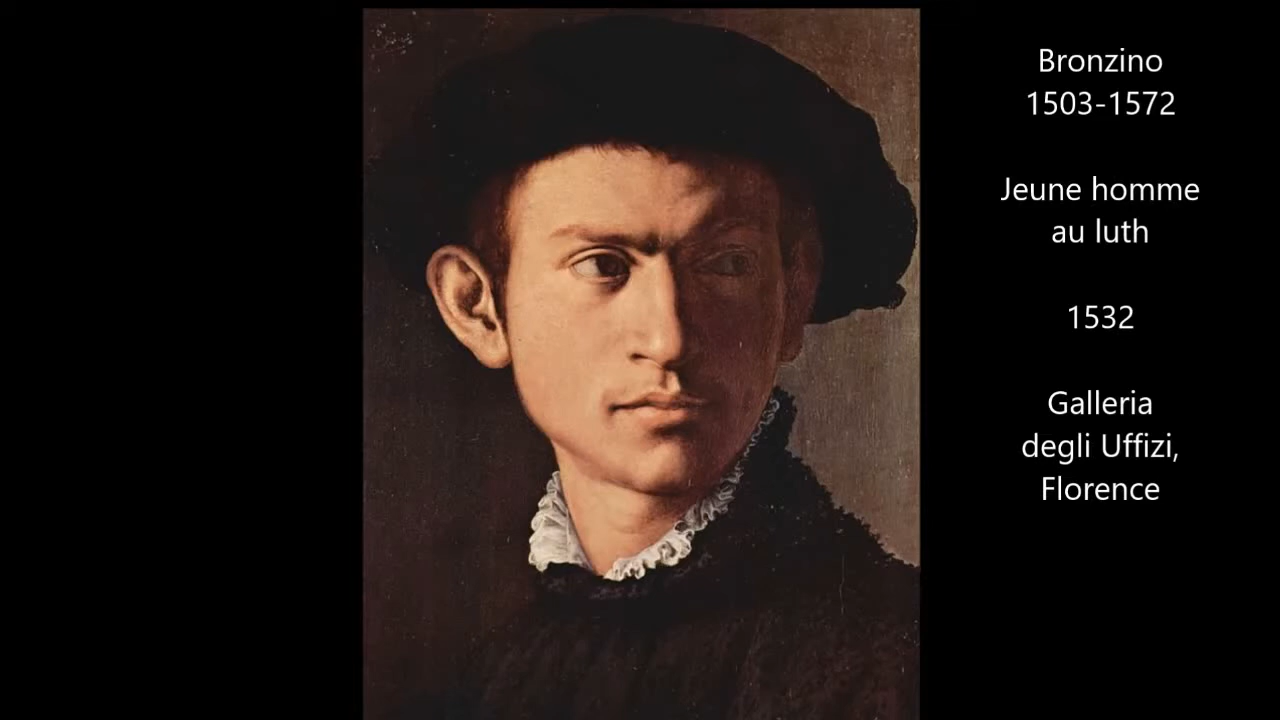 Bronzino
1503-1572
Jeune homme
au luth
1532
Galleria
degli Uffizi,
Florence